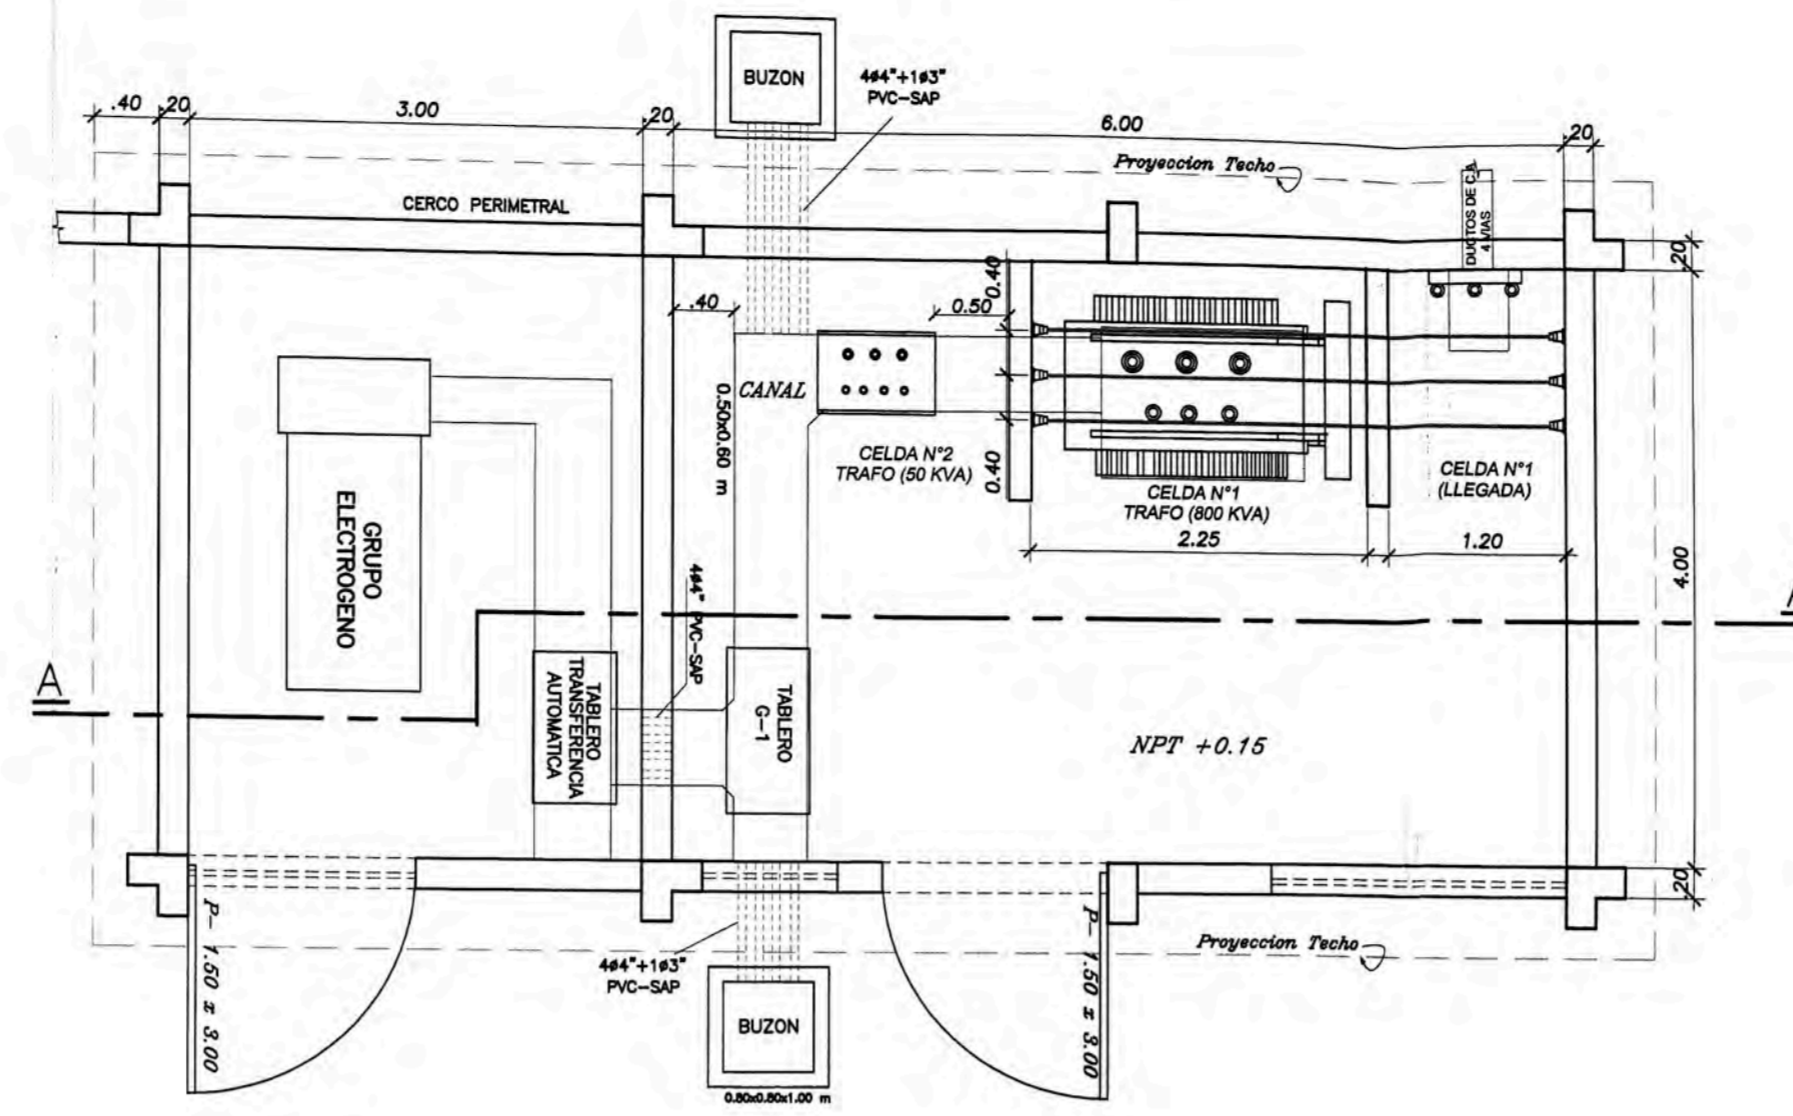 BUZON
4ø4"+1ø3"
PVC-SAP
.40
.20
3.00
.20
6.00
.20
Proyeccion Techo
CERCO PERIMETRAL
DUCTOS DE C.A.
4 VIAS
.20
.40
0.50
0.40
CANAL
0.50x0.60 m
CELDA N°2
TRAFO (50 KVA)
0.40
CELDA N°1
TRAFO (800 KVA)
CELDA N°1
(LLEGADA)
2.25
1.20
4.00
GRUPO
ELECTROGENO
4ø4" PVC-SAP
A
TABLERO
TRANSFERENCIA
AUTOMATICA
TABLERO
G-1
NPT +0.15
.20
P- 1.50 x 3.00
P- 1.50 x 3.00
Proyeccion Techo
4ø4"+1ø3"
PVC-SAP
BUZON
0.80x0.80x1.00 m